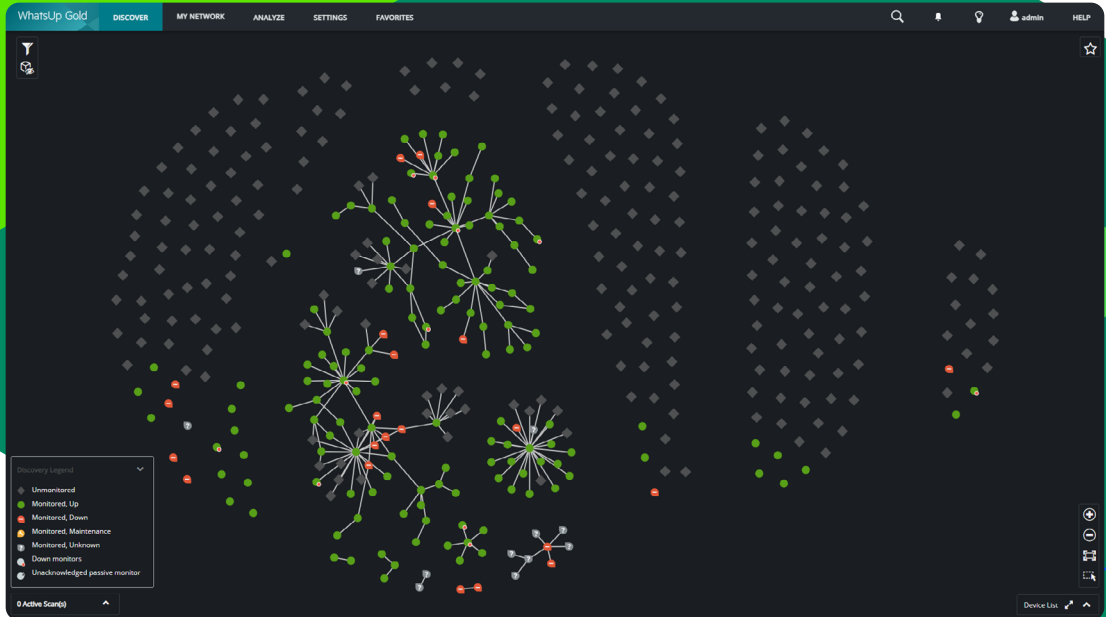 WhatsUp Gold
DISCOVER
MY NETWORK
ANALYZE
SETTINGS
FAVORITES
admin
HELP
Discovery Legend
Unmonitored
Monitored, Up
Monitored, Down
Monitored, Maintenance
Monitored, Unknown
Down monitors
Unacknowledged passive monitor
0 Active Scan(s)
Device List